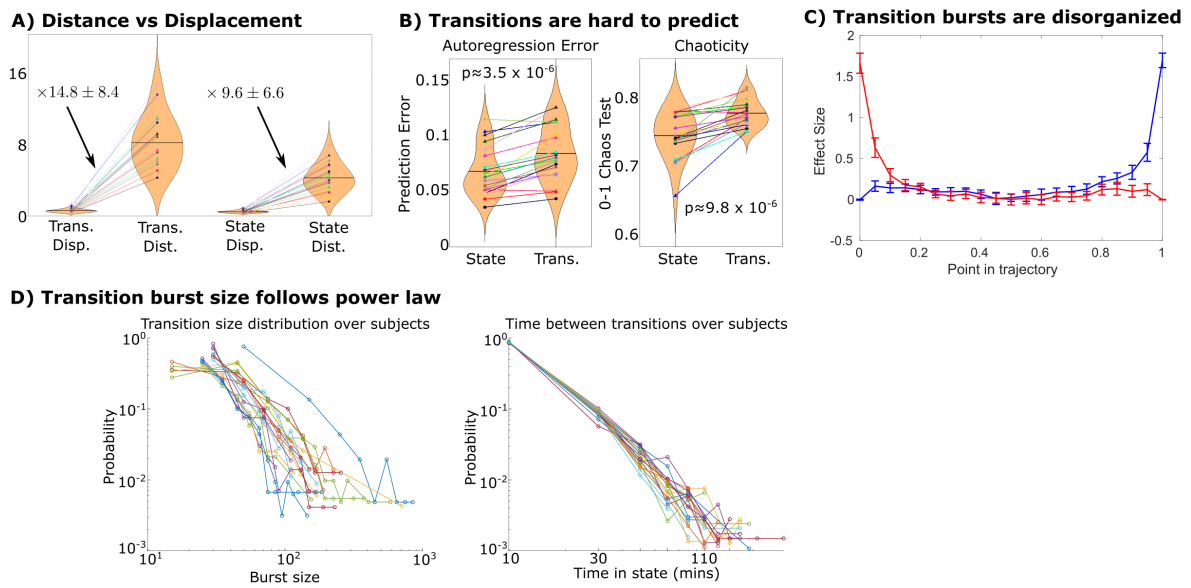 A) Distance vs Displacement
16
8
0
×14.8 ± 8.4
× 9.6 ± 6.6
Trans. Disp.
Trans. Dist.
State Disp.
State Dist.
B) Transitions are hard to predict
Autoregression Error
Prediction Error
0.15
0.1
0.05
0
p≈3.5 x 10-6
State
Trans.
Chaoticity
0-1 Chaos Test
0.8
0.7
0.6
p≈9.8 x 10-6
State
Trans.
C) Transition bursts are disorganized
Effect Size
2
1.5
1
0.5
0
-0.5
0
0.2
0.4
0.6
0.8
1
Point in trajectory
D) Transition burst size follows power law
Transition size distribution over subjects
Probability
100
10-1
10-2
10-3
101
102
103
Burst size
Time between transitions over subjects
Probability
100
10-1
10-2
10-3
10
30
110
Time in state (mins)